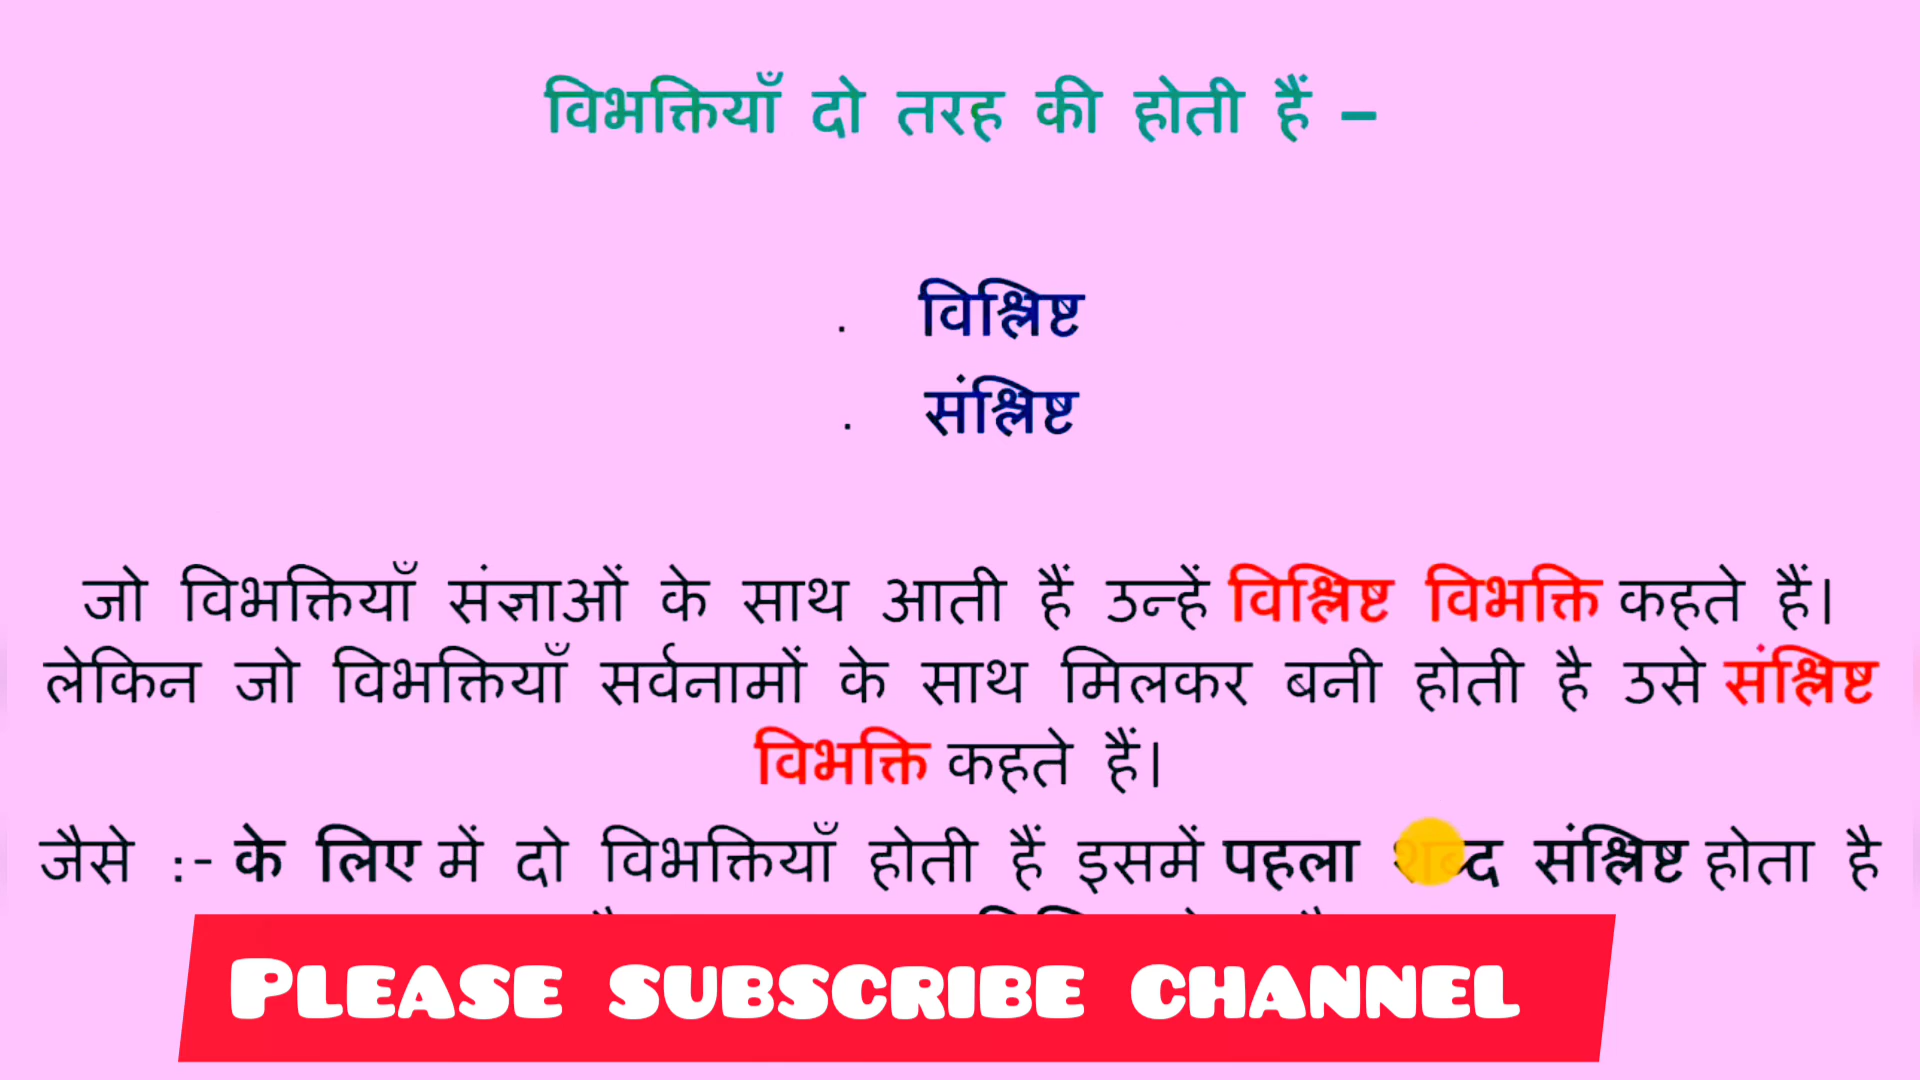 विभक्तियाँ दो तरह की होती हैं –
. विश्लिष्ट
. संश्लिष्ट
जो विभक्तियाँ संज्ञाओं के साथ आती हैं उन्हें विश्लिष्ट विभक्ति कहते हैं।
लेकिन जो विभक्तियाँ सर्वनामों के साथ मिलकर बनी होती है उसे संश्लिष्ट
विभक्ति कहते हैं।
जैसे :- के लिए में दो विभक्तियाँ होती हैं इसमें पहला शब्द संश्लिष्ट होता है
PLEASE SUBSCRIBE CHANNEL